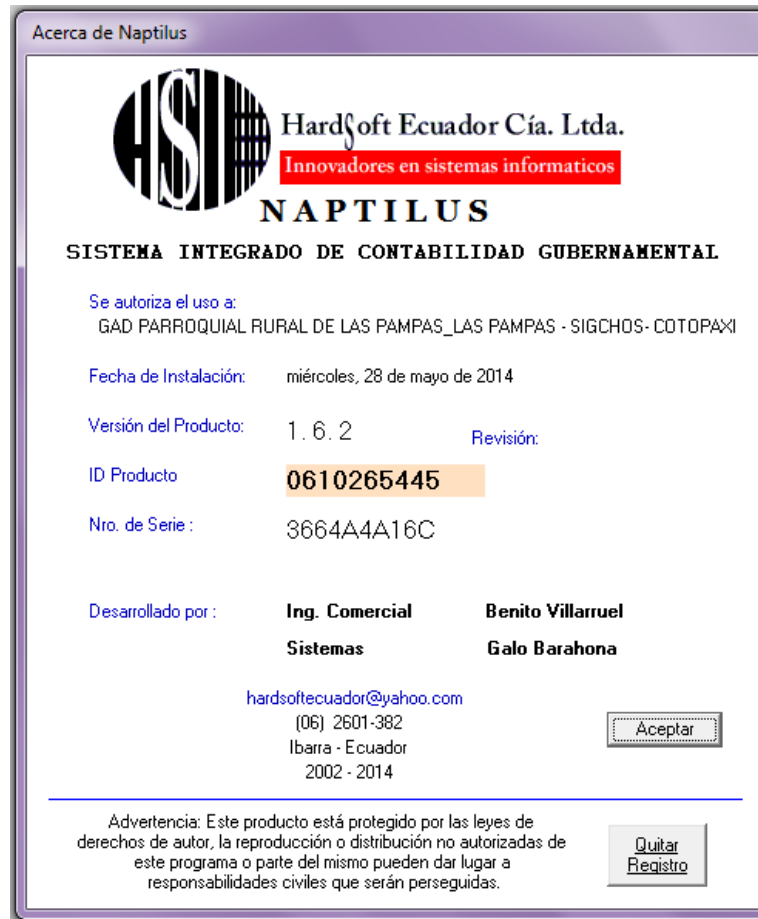 Acerca de Naptilus
HSI
HardSoft Ecuador Cía. Ltda.
Innovadores en sistemas informaticos
NAPTILUS
SISTEMA INTEGRADO DE CONTABILIDAD GUBERNAMENTAL
Se autoriza el uso a:
GAD PARROQUIAL RURAL DE LAS PAMPAS_LAS PAMPAS - SIGCHOS- COTOPAXI
Fecha de Instalación: miércoles, 28 de mayo de 2014
Versión del Producto: 1.6.2 Revisión:
ID Producto 0610265445
Nro. de Serie : 3664A4A16C
Desarrollado por : Ing. Comercial Benito Villarruel
Sistemas Galo Barahona
hardsoftecuador@yahoo.com
(06) 2601-382
Ibarra - Ecuador
2002 - 2014
Aceptar
Advertencia: Este producto está protegido por las leyes de
derechos de autor, la reproducción o distribución no autorizadas de
este programa o parte del mismo pueden dar lugar a
responsabilidades civiles que serán perseguidas.
Quitar
Registro